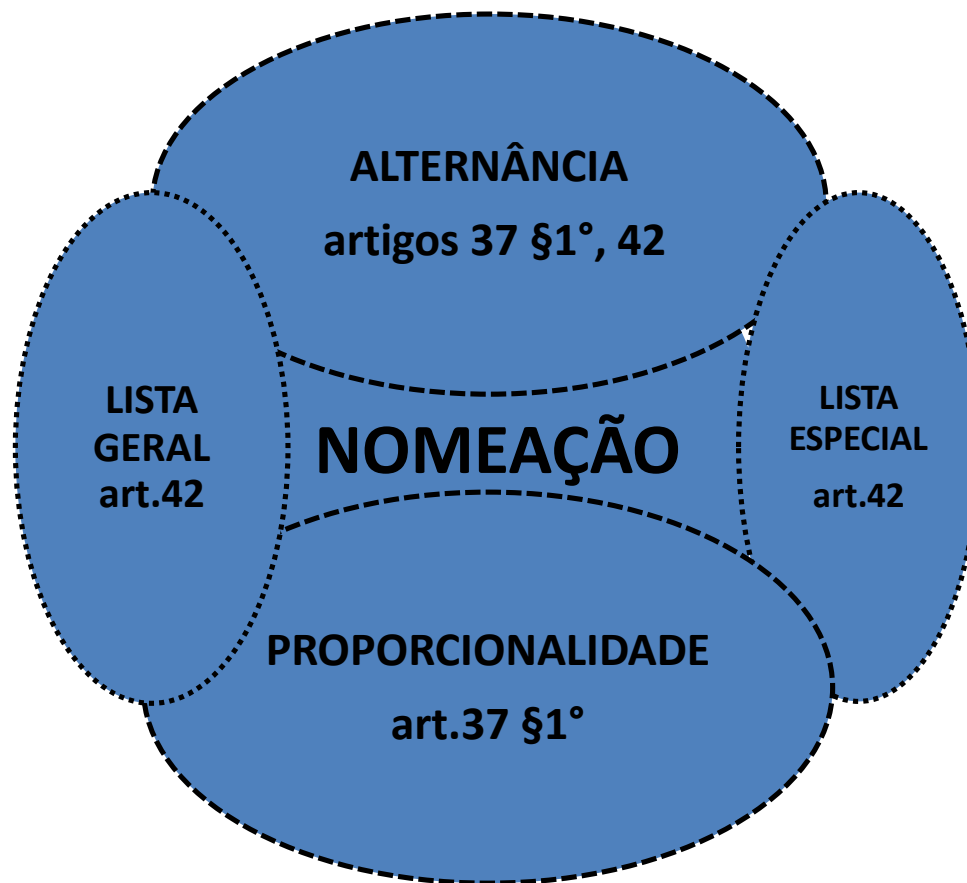 ALTERNÂNCIA
artigos 37 §1°, 42
LISTA
GERAL
art.42
NOMEAÇÃO
LISTA
ESPECIAL
art.42
PROPORCIONALIDADE
art.37 §1°